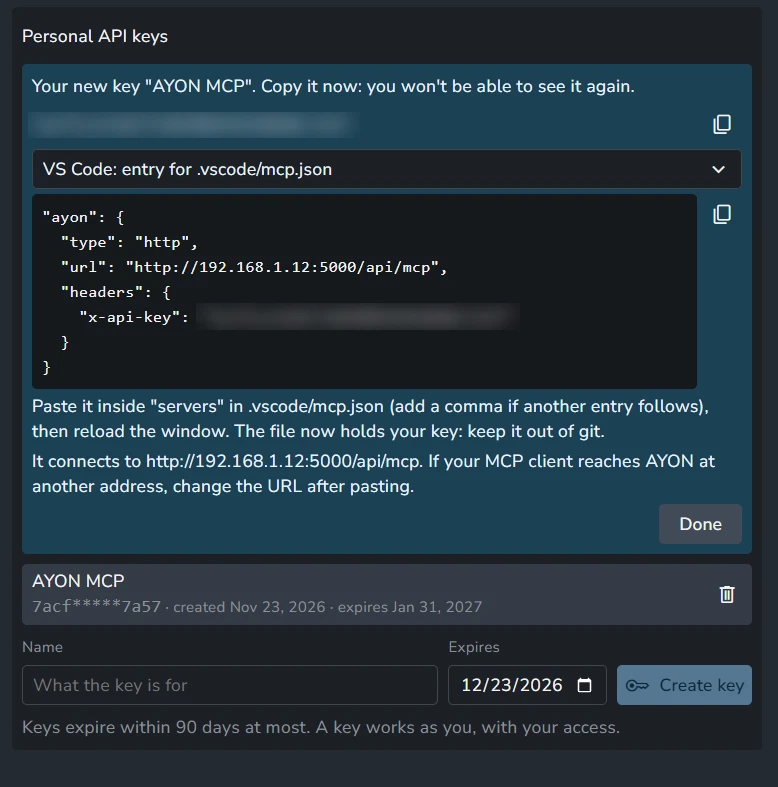 Personal API keys
Your new key "AYON MCP". Copy it now: you won't be able to see it again.
VS Code: entry for .vscode/mcp.json
"ayon": {
"type": "http",
"url": "http://192.168.1.12:5000/api/mcp",
"headers": {
"x-api-key":
}
}
Paste it inside "servers" in .vscode/mcp.json (add a comma if another entry follows),
then reload the window. The file now holds your key: keep it out of git.
It connects to http://192.168.1.12:5000/api/mcp. If your MCP client reaches AYON at
another address, change the URL after pasting.
Done
AYON MCP
7acf*****7a57 · created Nov 23, 2026 · expires Jan 31, 2027
Name
Expires
What the key is for
12/23/2026
Create key
Keys expire within 90 days at most. A key works as you, with your access.